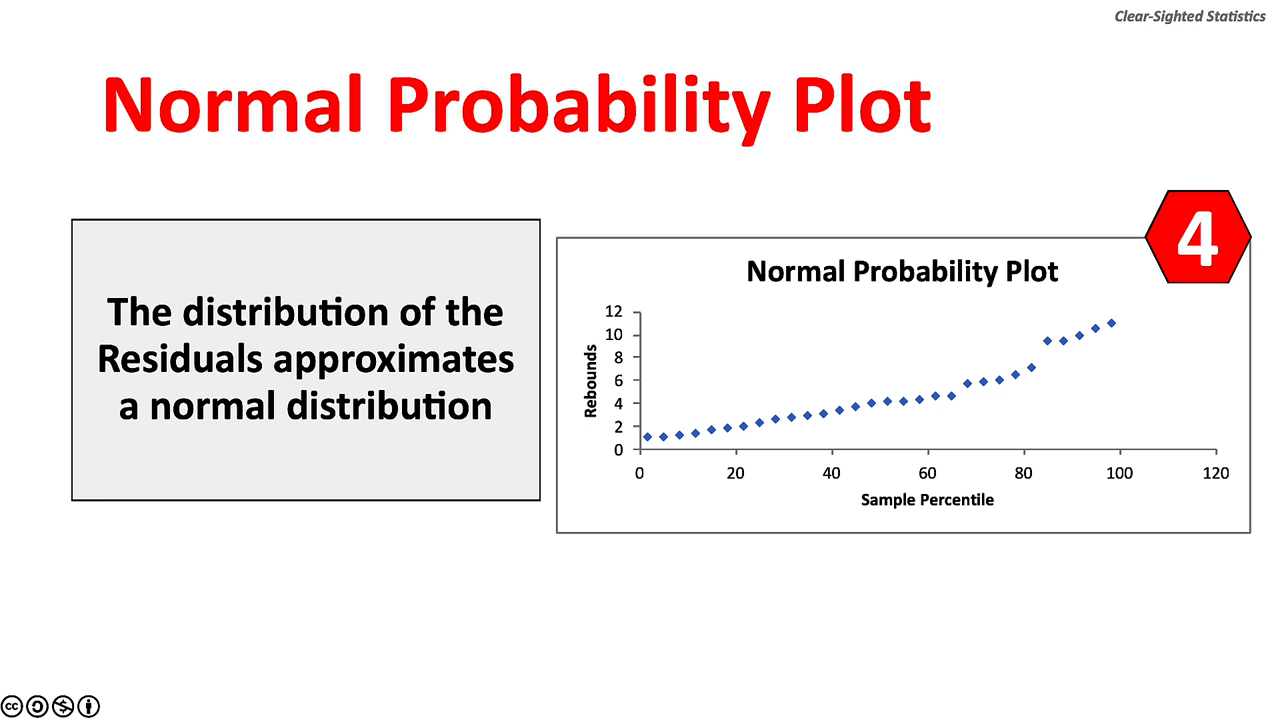 Clear-Sighted Statistics
Normal Probability Plot
The distribution of the
Residuals approximates
a normal distribution
4
Normal Probability Plot
12
10
8
6
4
2
0
Rebounds
0 20 40 60 80 100 120
Sample Percentile
cc